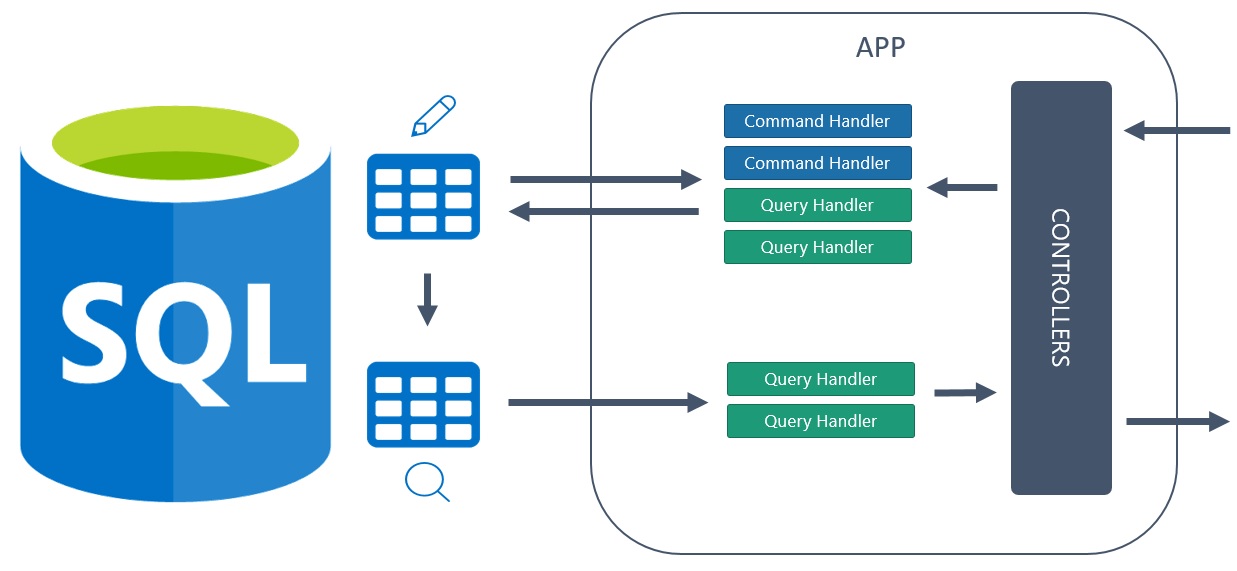 SQL
APP
Command Handler
Command Handler
Query Handler
Query Handler
Query Handler
Query Handler
CONTROLLERS